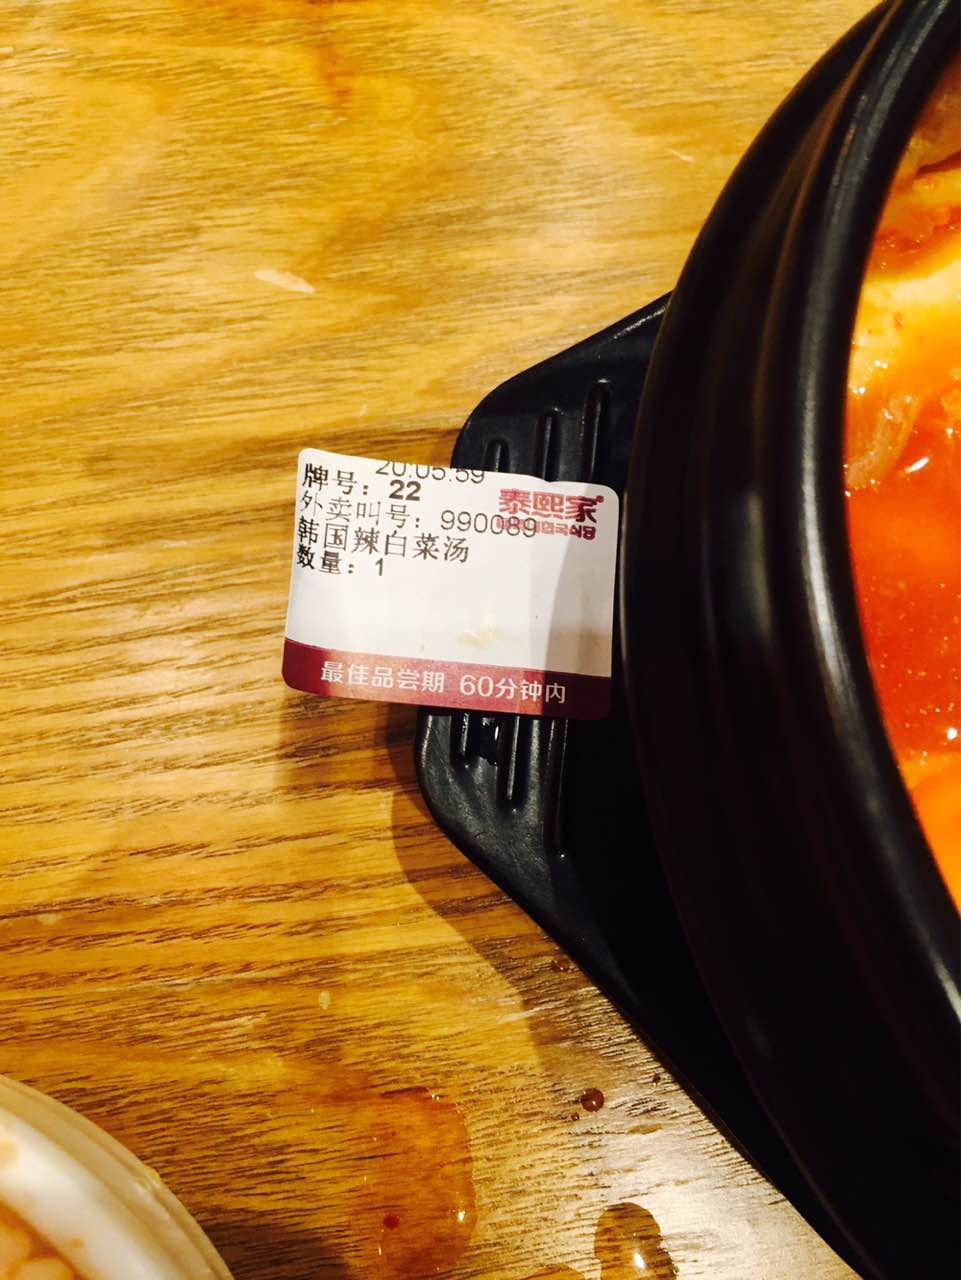 20:05:59
牌号: 22
泰熙家
外卖叫号: 990089
韩国辣白菜汤
数量: 1
最佳品尝期 60分钟内